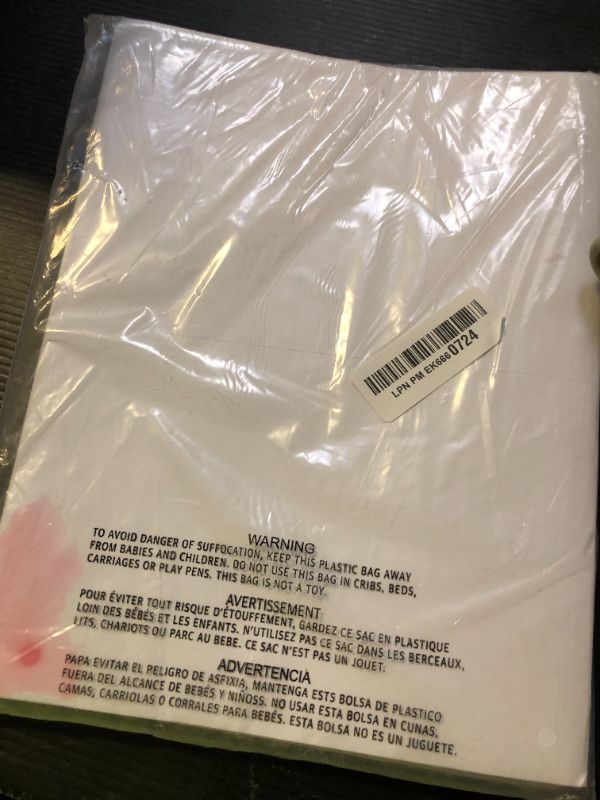 LPN PM EK6660724
WARNING
TO AVOID DANGER OF SUFFOCATION, KEEP THIS PLASTIC BAG AWAY
FROM BABIES AND CHILDREN. DO NOT USE THIS BAG IN CRIBS, BEDS,
CARRIAGES OR PLAY PENS. THIS BAG IS NOT A TOY.
AVERTISSEMENT
POUR ÉVITER TOUT RISQUE D'ÉTOUFFEMENT, GARDEZ CE SAC EN PLASTIQUE
LOIN DES BÉBÉS ET LES ENFANTS. N'UTILISEZ PAS CE SAC DANS LES BERCEAUX,
LITS, CHARIOTS OU PARC AU BEBE. CE SAC N'EST PAS UN JOUET.
ADVERTENCIA
PAPA EVITAR EL PELIGRO DE ASFIXIA, MANTENGA ESTS BOLSA DE PLASTICO
FUERA DEL ALCANCE DE BEBÉS Y NIÑOSS. NO USAR ESTA BOLSA EN CUNAS,
CAMAS, CARRIOLAS O CORRALES PARA BEBÉS. ESTA BOLSA NO ES UN JUGUETE.